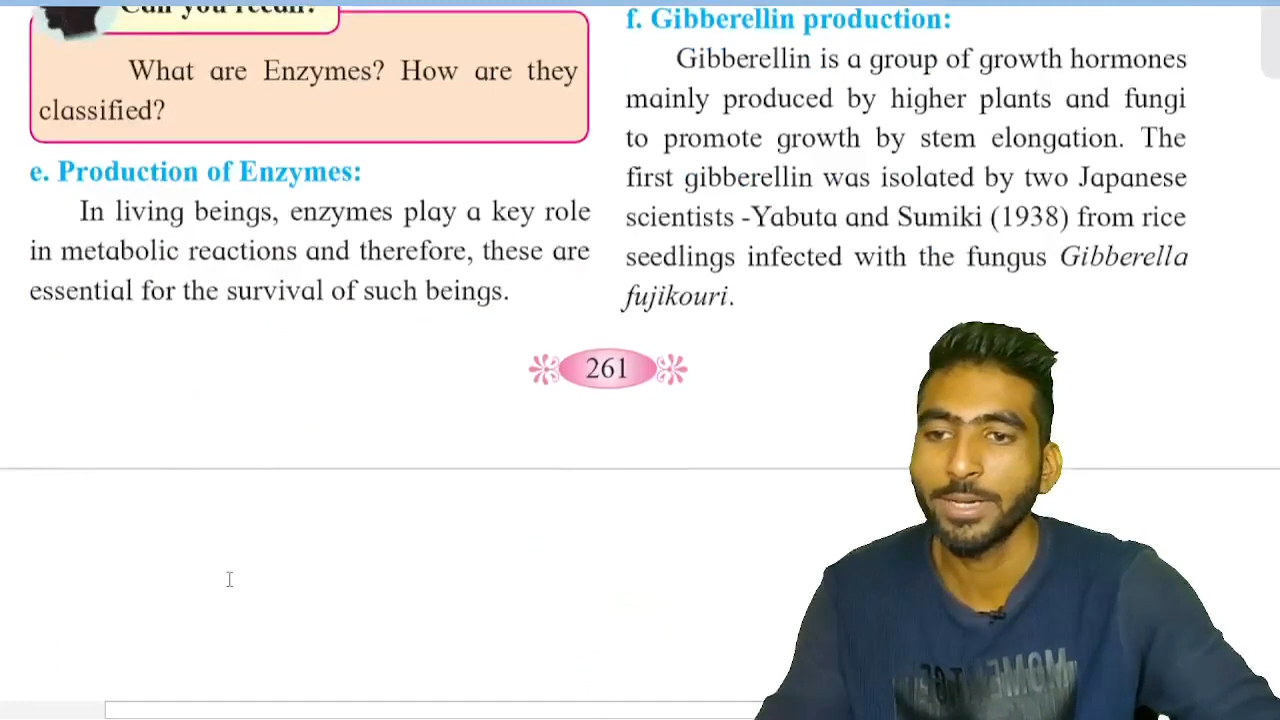 Can you recall?
What are Enzymes? How are they
classified?
e. Production of Enzymes:
In living beings, enzymes play a key role
in metabolic reactions and therefore, these are
essential for the survival of such beings.
f. Gibberellin production:
Gibberellin is a group of growth hormones
mainly produced by higher plants and fungi
to promote growth by stem elongation. The
first gibberellin was isolated by two Japanese
scientists -Yabuta and Sumiki (1938) from rice
seedlings infected with the fungus Gibberella
fujikouri.
261